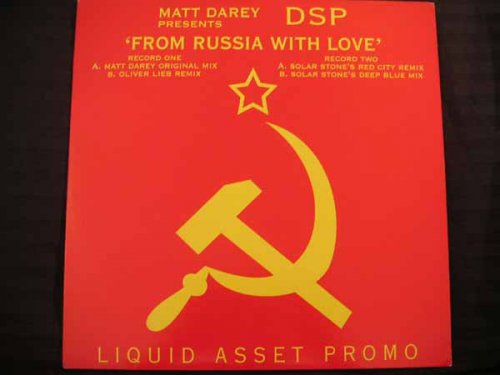 MATT DAREY DSP
PRESENTS
'FROM RUSSIA WITH LOVE'
RECORD ONE
A. MATT DAREY ORIGINAL MIX
B. OLIVER LIEB REMIX
RECORD TWO
A. SOLAR STONE'S RED CITY REMIX
B. SOLAR STONE'S DEEP BLUE MIX
LIQUID ASSET PROMO